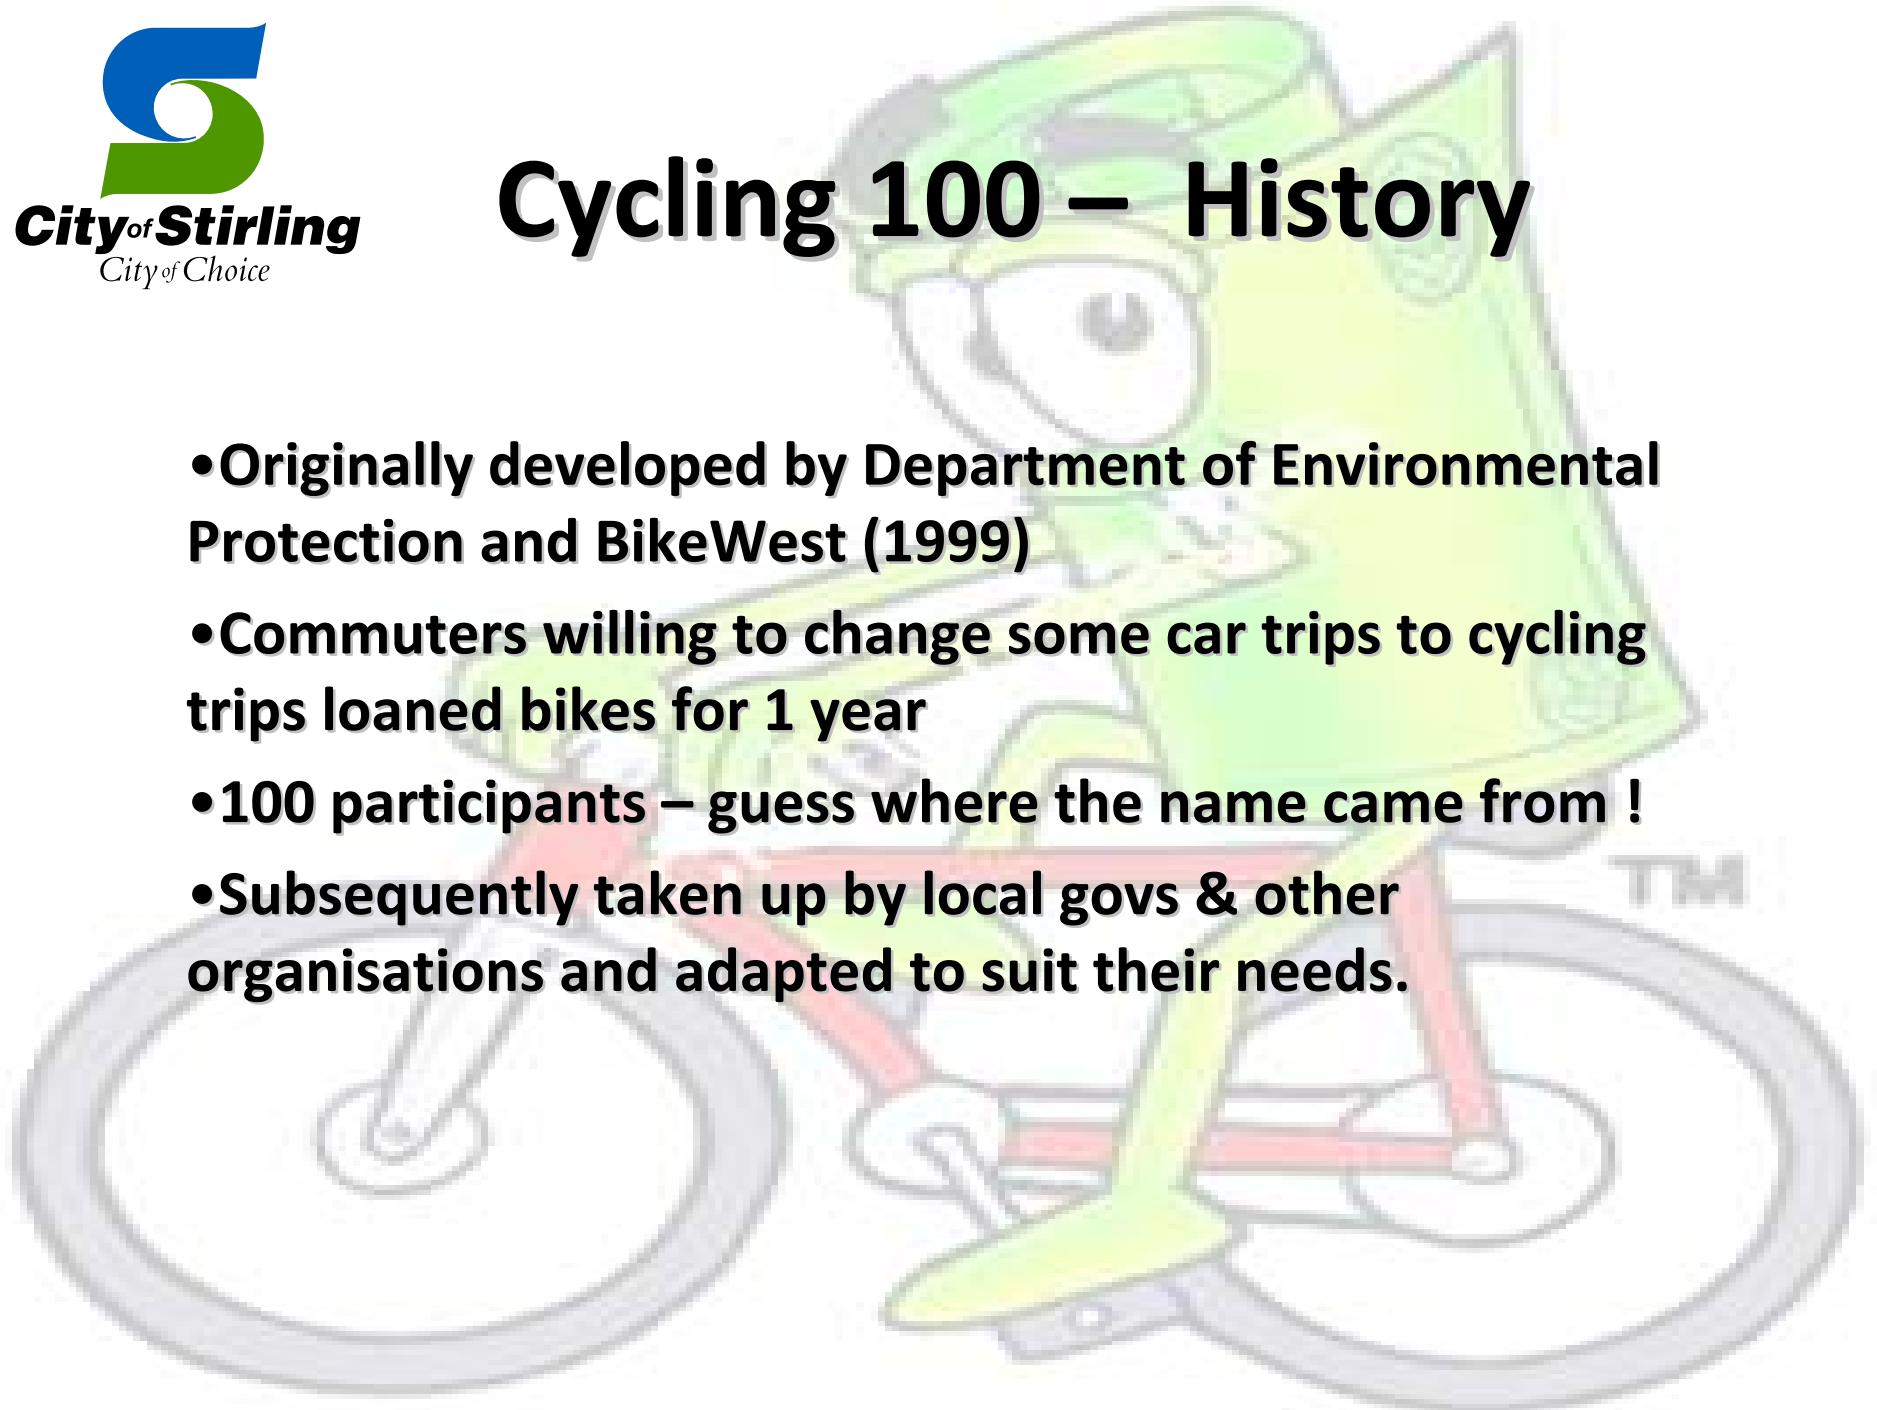 City of Stirling
City of Choice
Cycling 100 – History
•Originally developed by Department of Environmental
Protection and BikeWest (1999)
•Commuters willing to change some car trips to cycling
trips loaned bikes for 1 year
•100 participants – guess where the name came from !
•Subsequently taken up by local govs & other
organisations and adapted to suit their needs.
TM